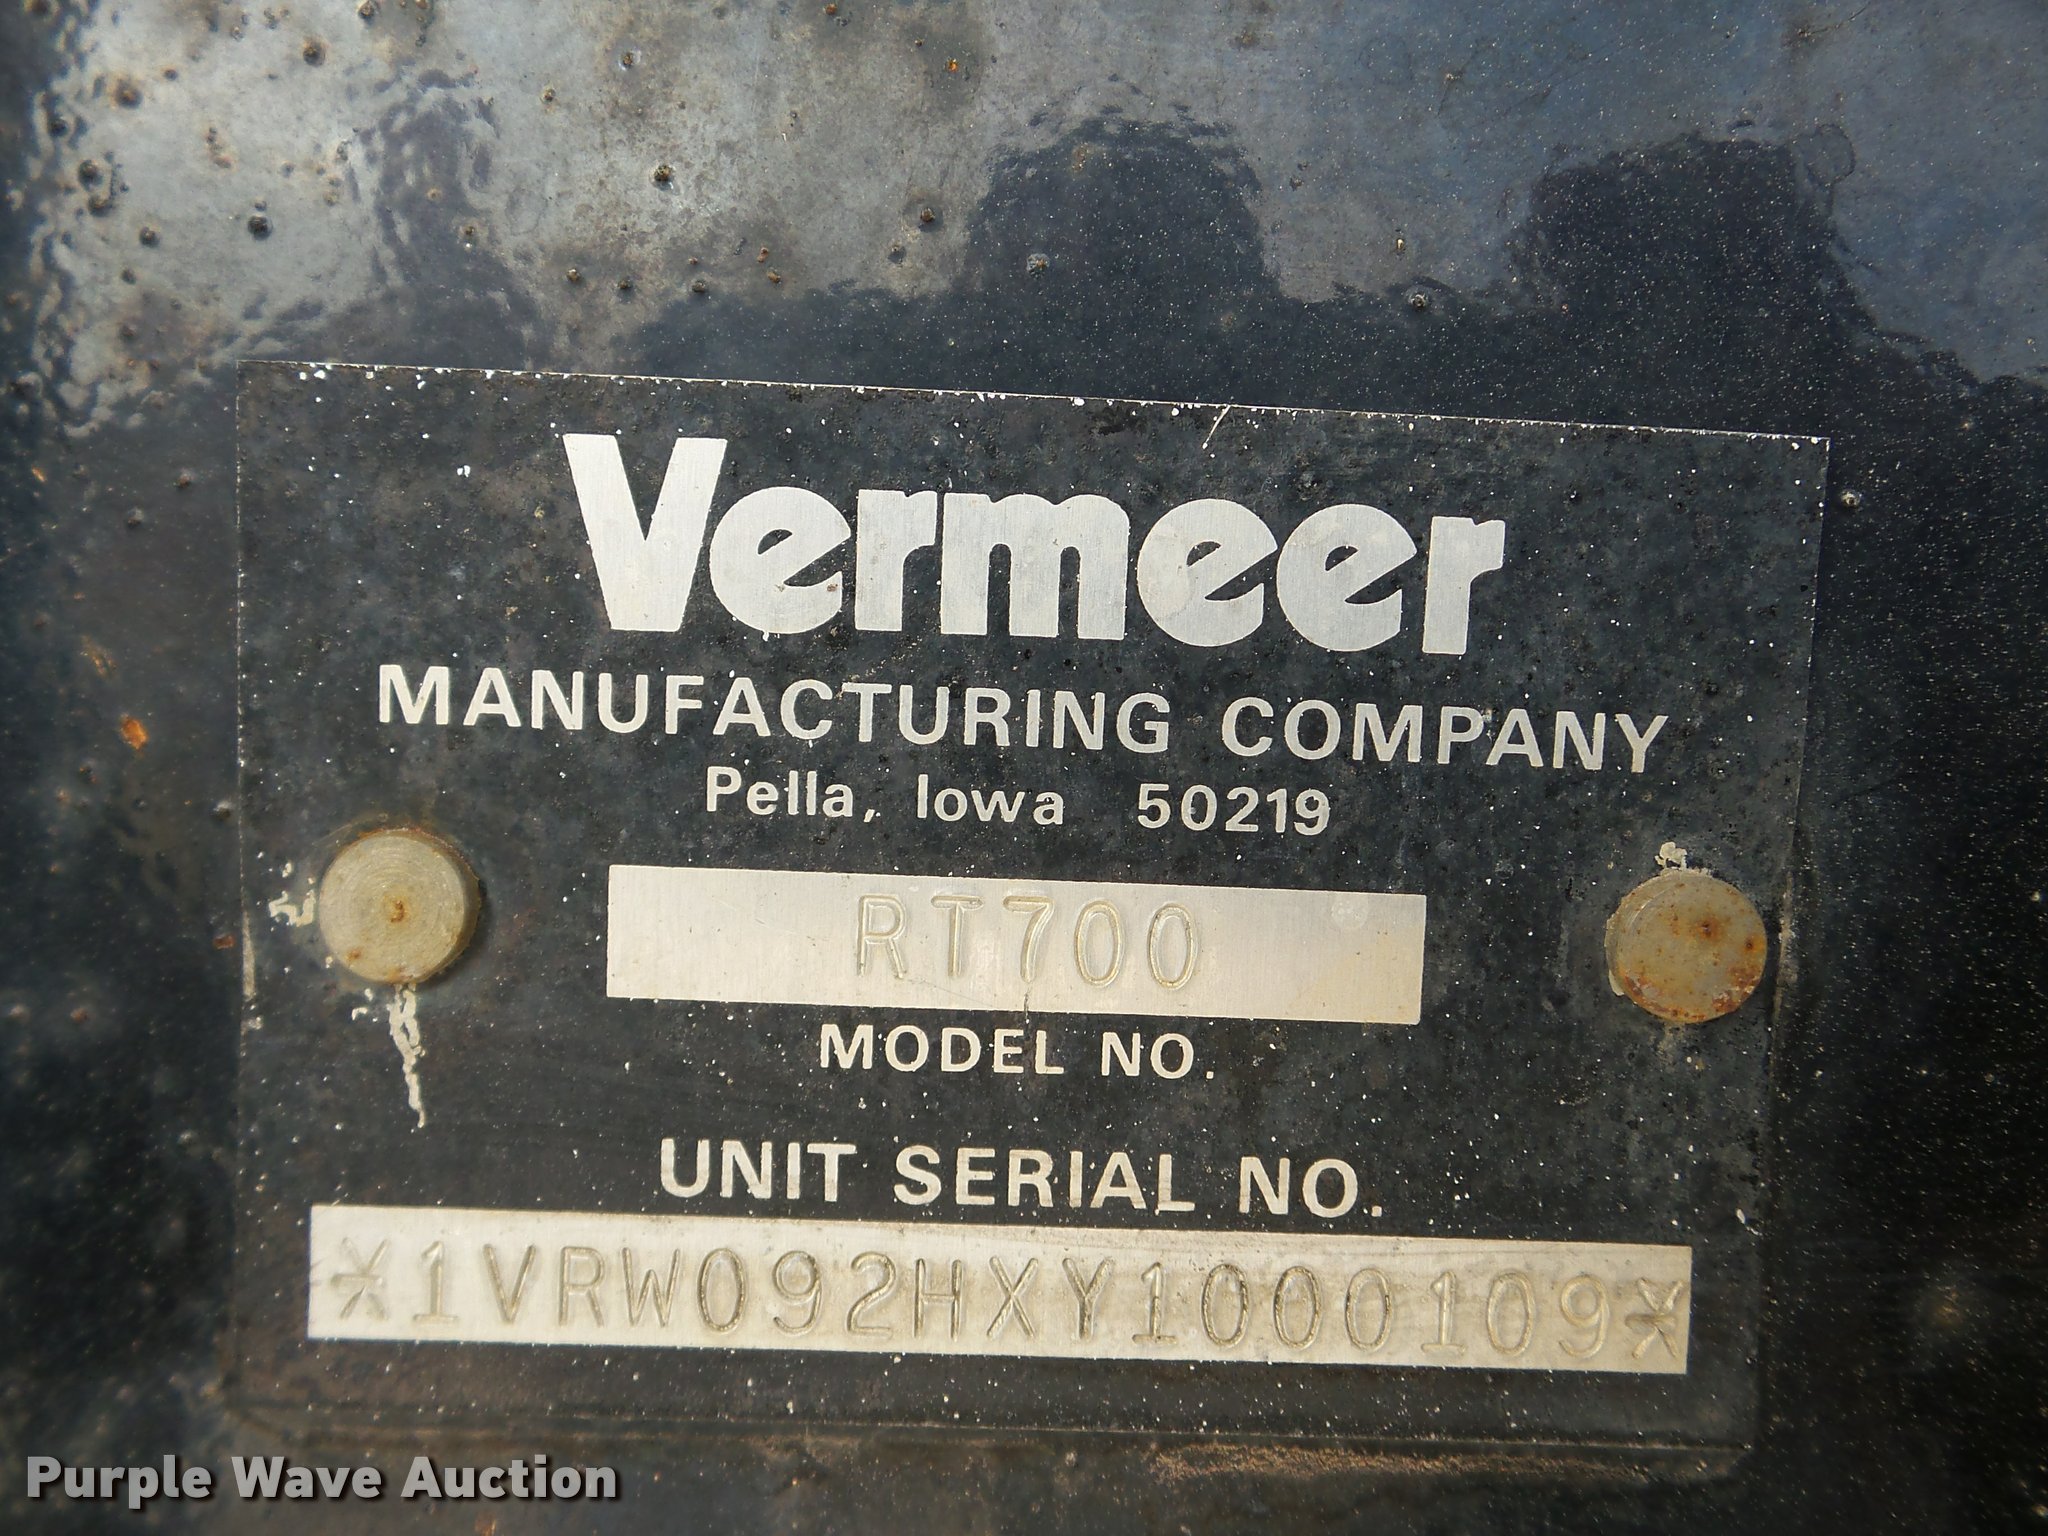 Vermeer
MANUFACTURING COMPANY
Pella, Iowa 50219
RT700
MODEL NO.
UNIT SERIAL NO.
*1VRW092HXY1000109*
Purple Wave Auction